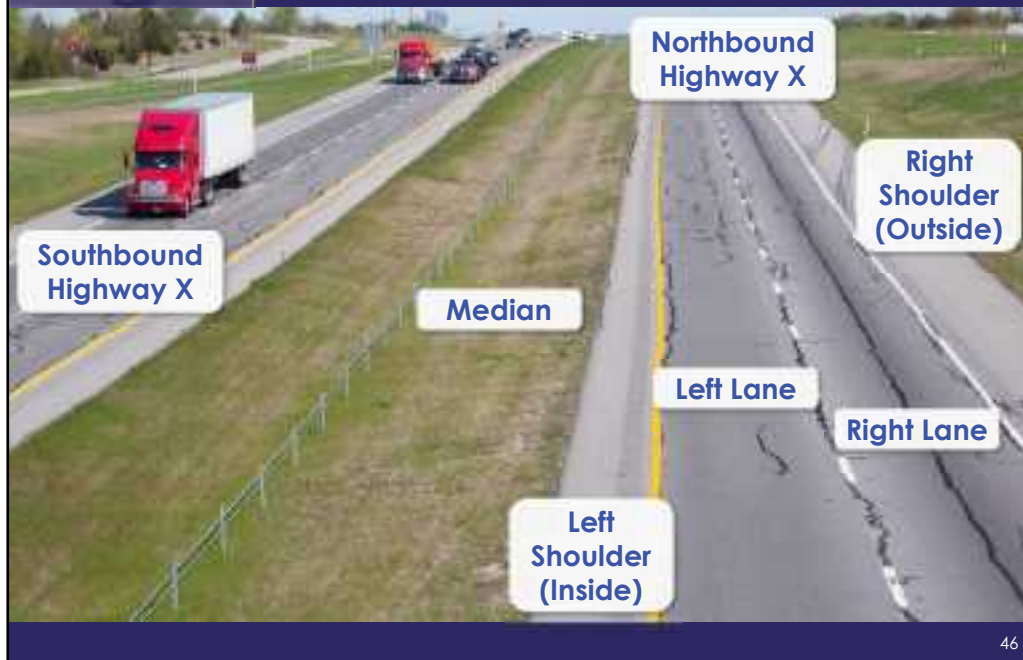 Northbound
Highway X
Right
Shoulder
(Outside)
Southbound
Highway X
Median
Left Lane
Right Lane
Left
Shoulder
(Inside)
46